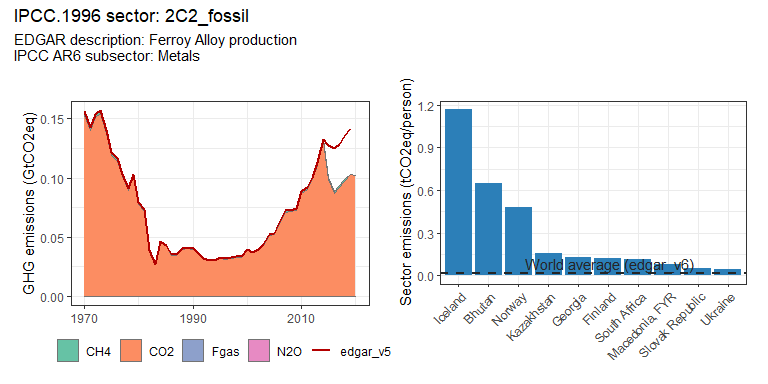 IPCC.1996 sector: 2C2_fossil
EDGAR description: Ferroy Alloy production
IPCC AR6 subsector: Metals
GHG emissions (GtCO2eq)
0.15
0.10
0.05
0.00
1970
1990
2010
CH4
CO2
Fgas
N2O
edgar_v5
Sector emissions (tCO2eq/person)
1.2
0.9
0.6
0.3
0.0
World average (edgar_v6)
Iceland
Bhutan
Norway
Kazakhstan
Georgia
Finland
South Africa
Macedonia, FYR
Slovak Republic
Ukraine